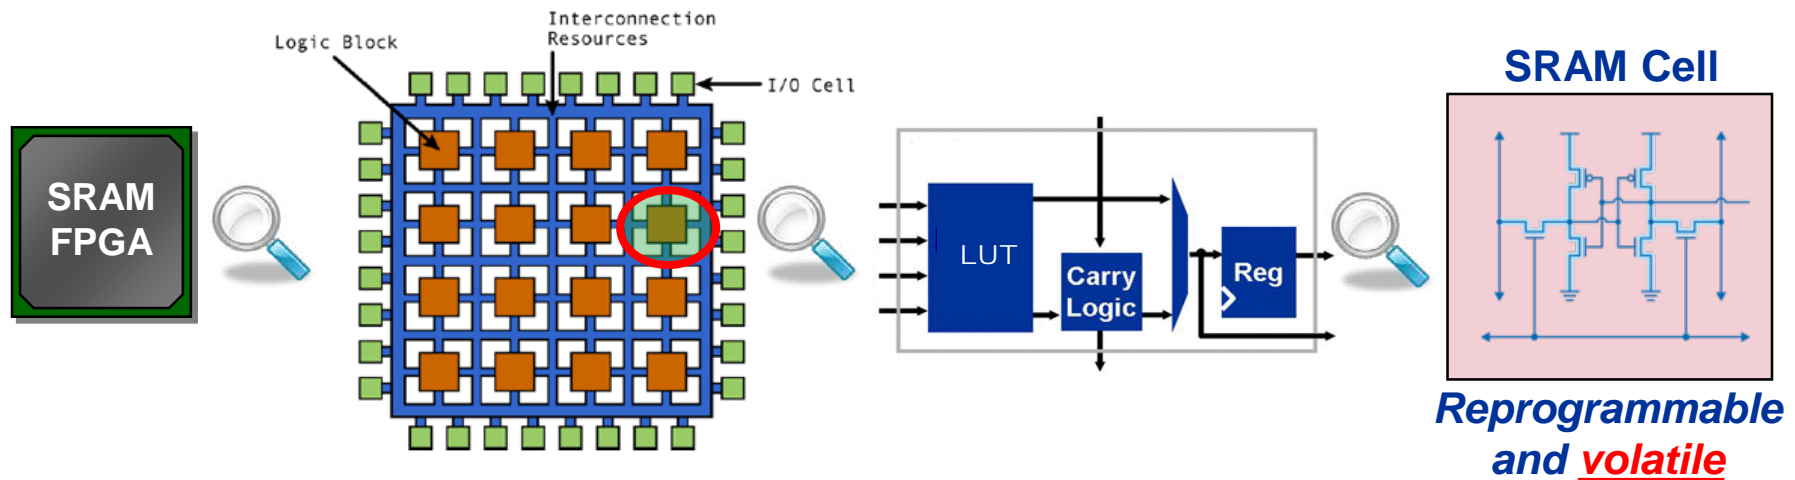 SRAM
FPGA
Logic Block
Interconnection
Resources
I/O Cell
LUT
Carry
Logic
Reg
SRAM Cell
Reprogrammable
and volatile